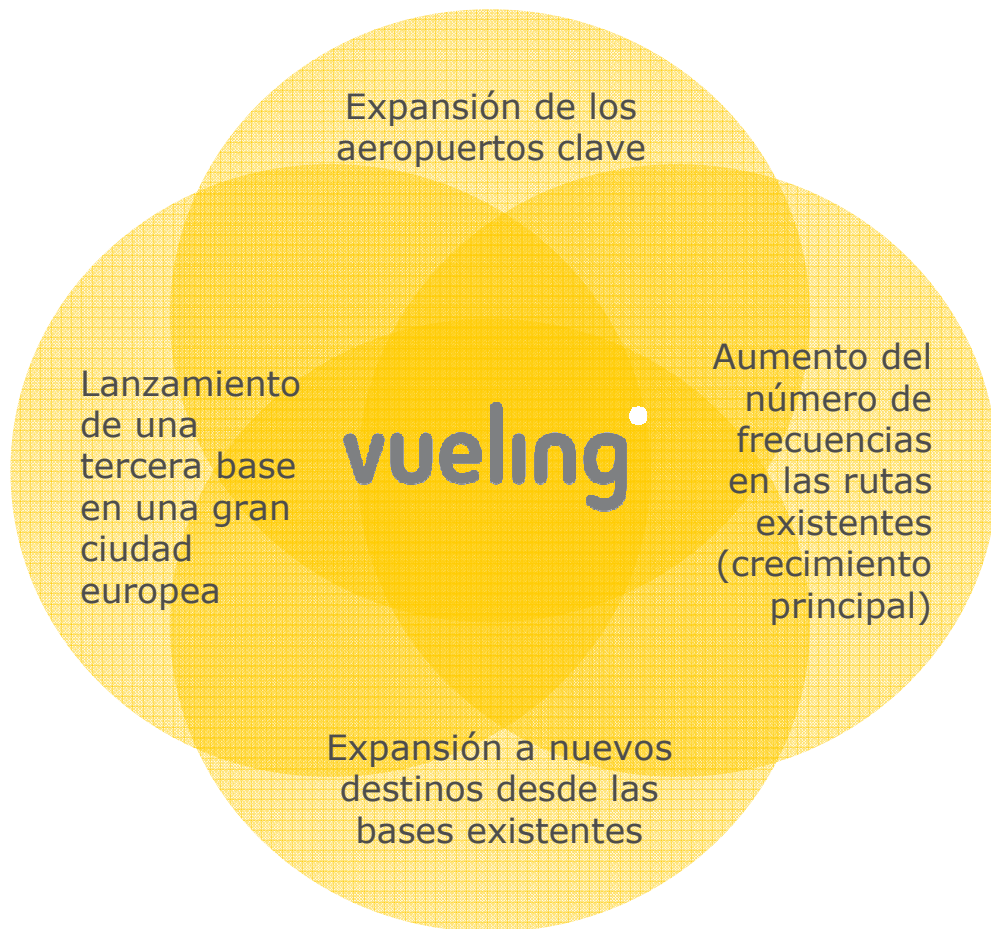 Expansión de los
aeropuertos clave
Lanzamiento
de una
tercera base
en una gran
ciudad
europea
vueling
Aumento del
número de
frecuencias
en las rutas
existentes
(crecimiento
principal)
Expansión a nuevos
destinos desde las
bases existentes